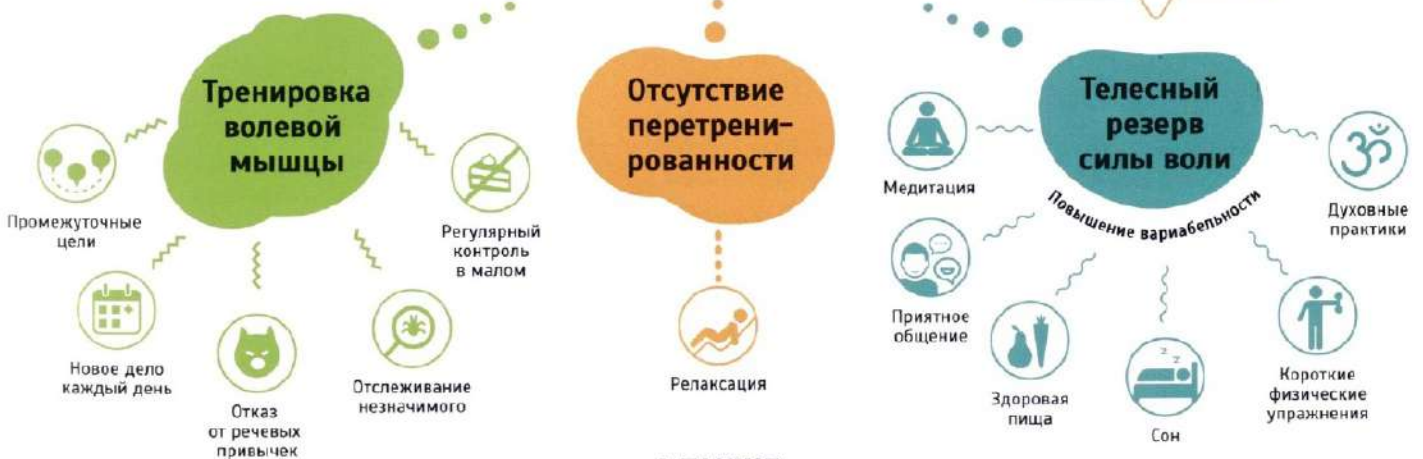 Тренировка
волевой
мышцы
Промежуточные
цели
Новое дело
каждый день
Отказ
от речевых
привычек
Отслеживание
незначимого
Регулярный
контроль
в малом
Отсутствие
перетрени-
рованности
Релаксация
Телесный
резерв
силы воли
Повышение вариабельности
Медитация
Приятное
общение
Здоровая
пища
z z
Сон
Короткие
физические
упражнения
Духовные
практики
ॐ